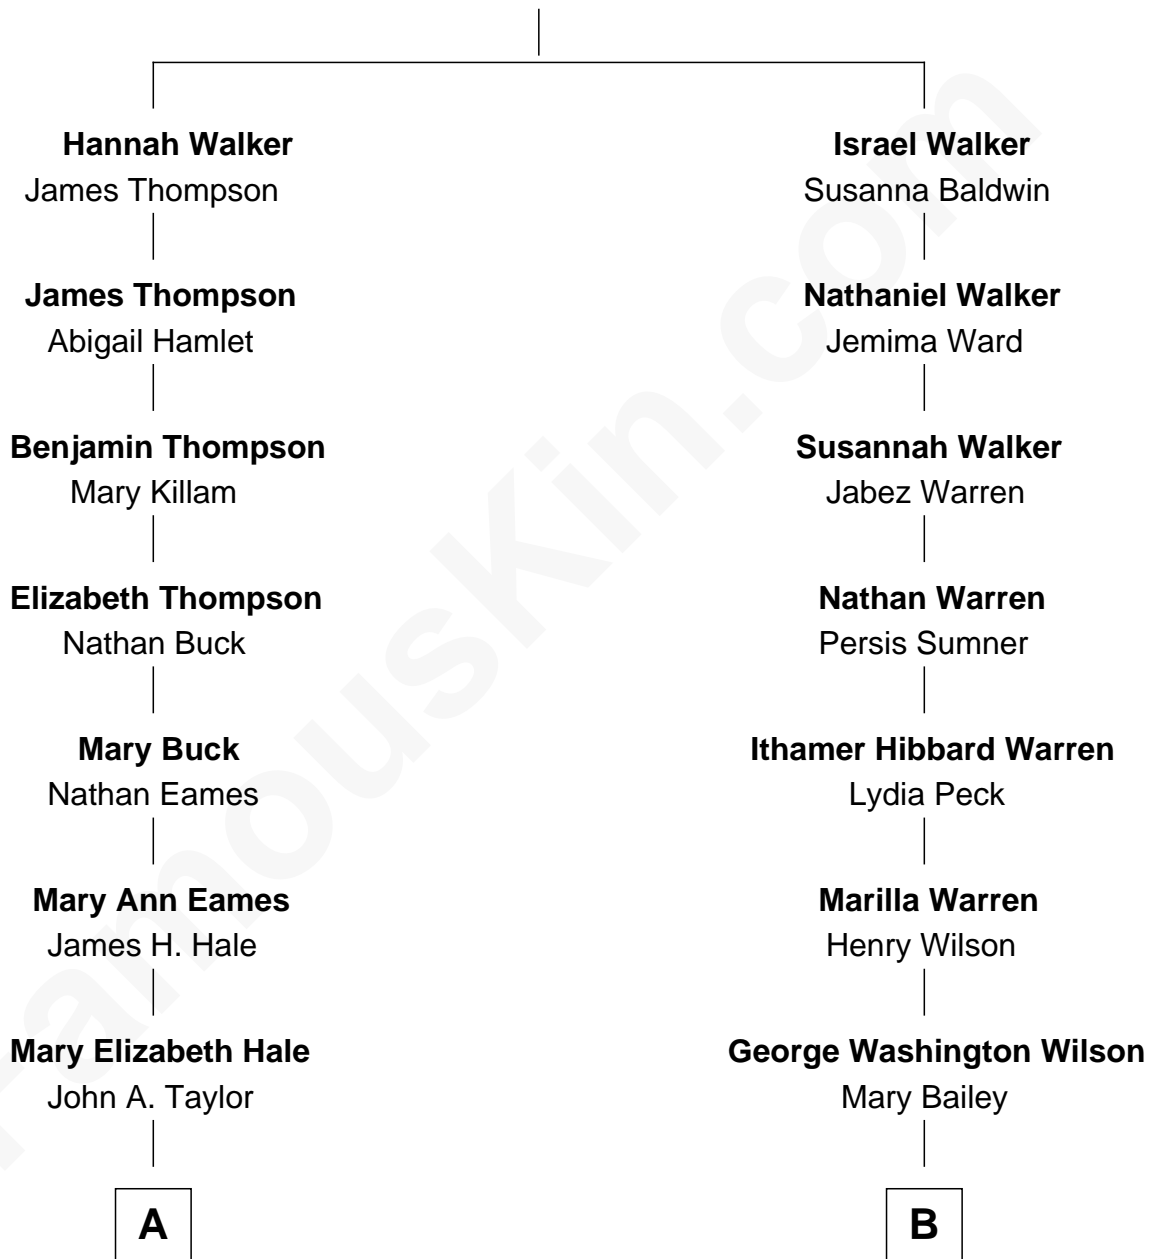 Hannah Walker
James Thompson
James Thompson
Abigail Hamlet
Benjamin Thompson
Mary Killam
Elizabeth Thompson
Nathan Buck
Mary Buck
Nathan Eames
Mary Ann Eames
James H. Hale
Mary Elizabeth Hale
John A. Taylor
A
Israel Walker
Susanna Baldwin
Nathaniel Walker
Jemima Ward
Susannah Walker
Jabez Warren
Nathan Warren
Persis Sumner
Ithamer Hibbard Warren
Lydia Peck
Marilla Warren
Henry Wilson
George Washington Wilson
Mary Bailey
B
FamousKin.com